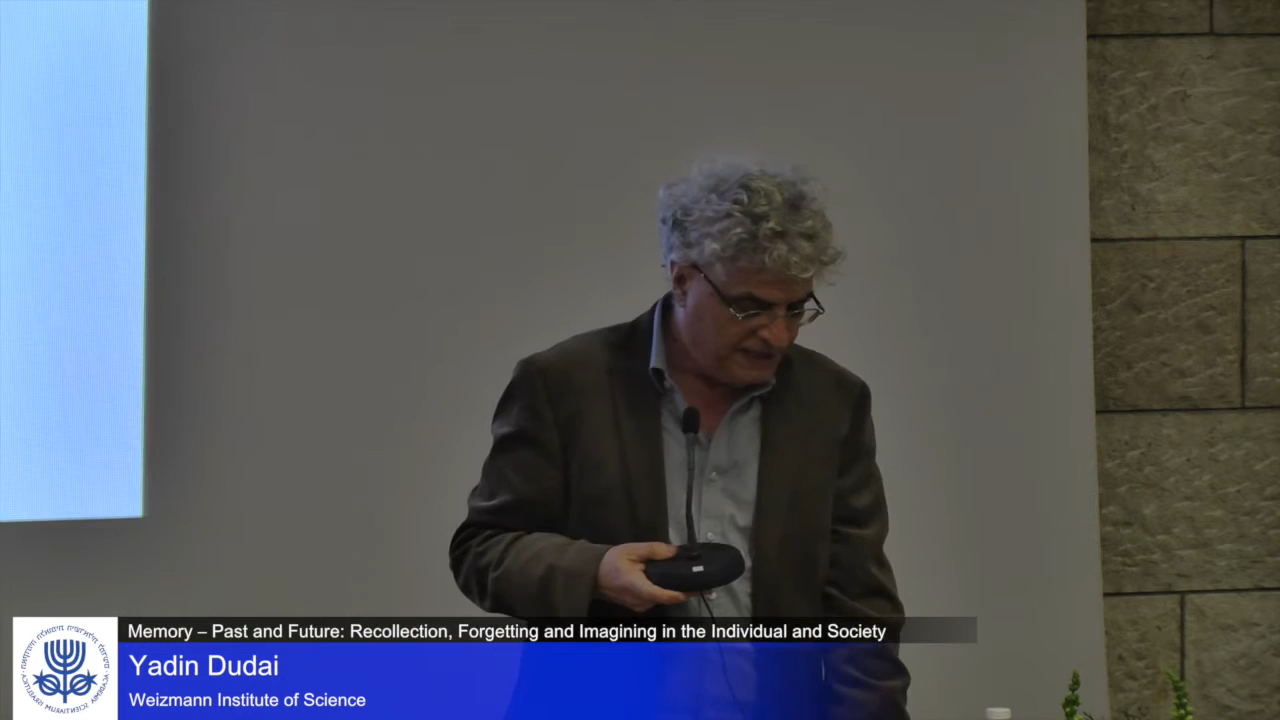 Memory – Past and Future: Recollection, Forgetting and Imagining in the Individual and Society
Yadin Dudai
Weizmann Institute of Science